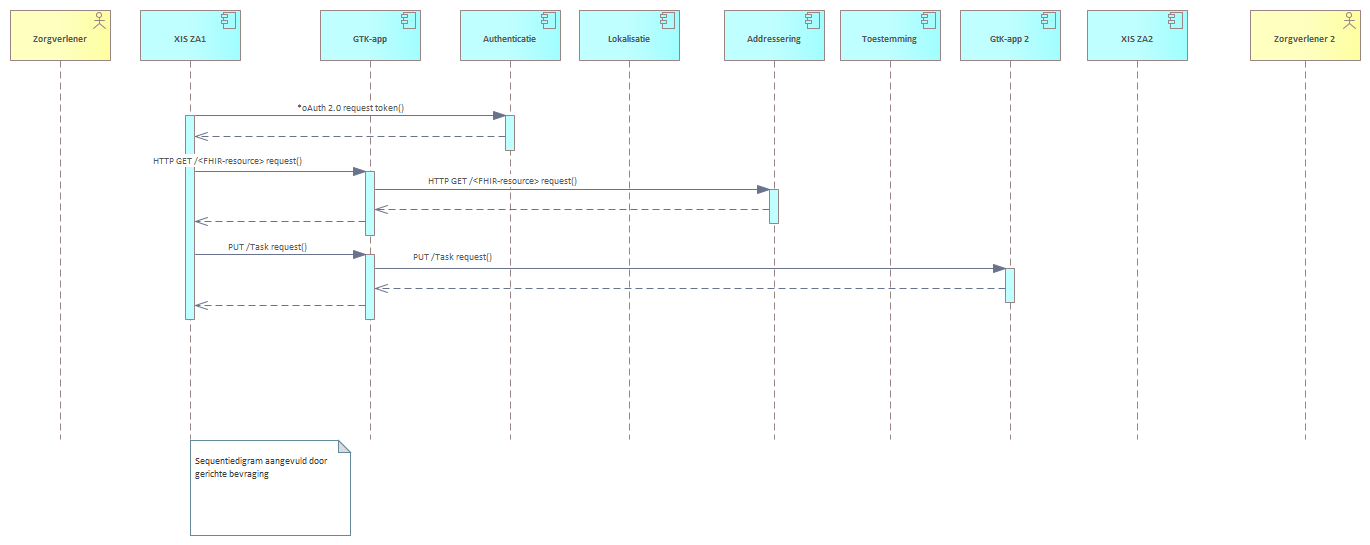 Zorgverlener
XIS ZA1
GTK-app
Authenticatie
Lokalisatie
Addressering
Toestemming
GtK-app 2
XIS ZA2
Zorgverlener 2
*oAuth 2.0 request token()
HTTP GET /<FHIR-resource> request()
HTTP GET /<FHIR-resource> request()
PUT /Task request()
PUT /Task request()
Sequentiedigram aangevuld door
gerichte bevraging